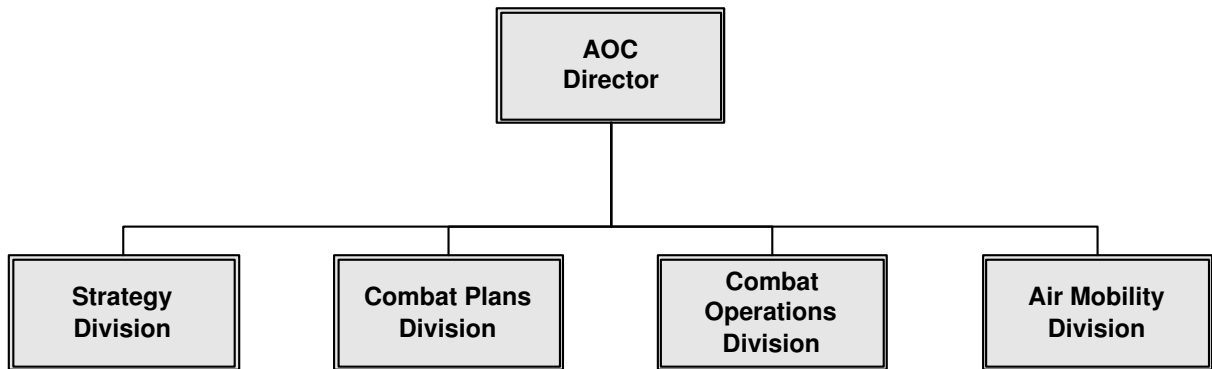 AOC
Director
Strategy
Division
Combat Plans
Division
Combat
Operations
Division
Air Mobility
Division